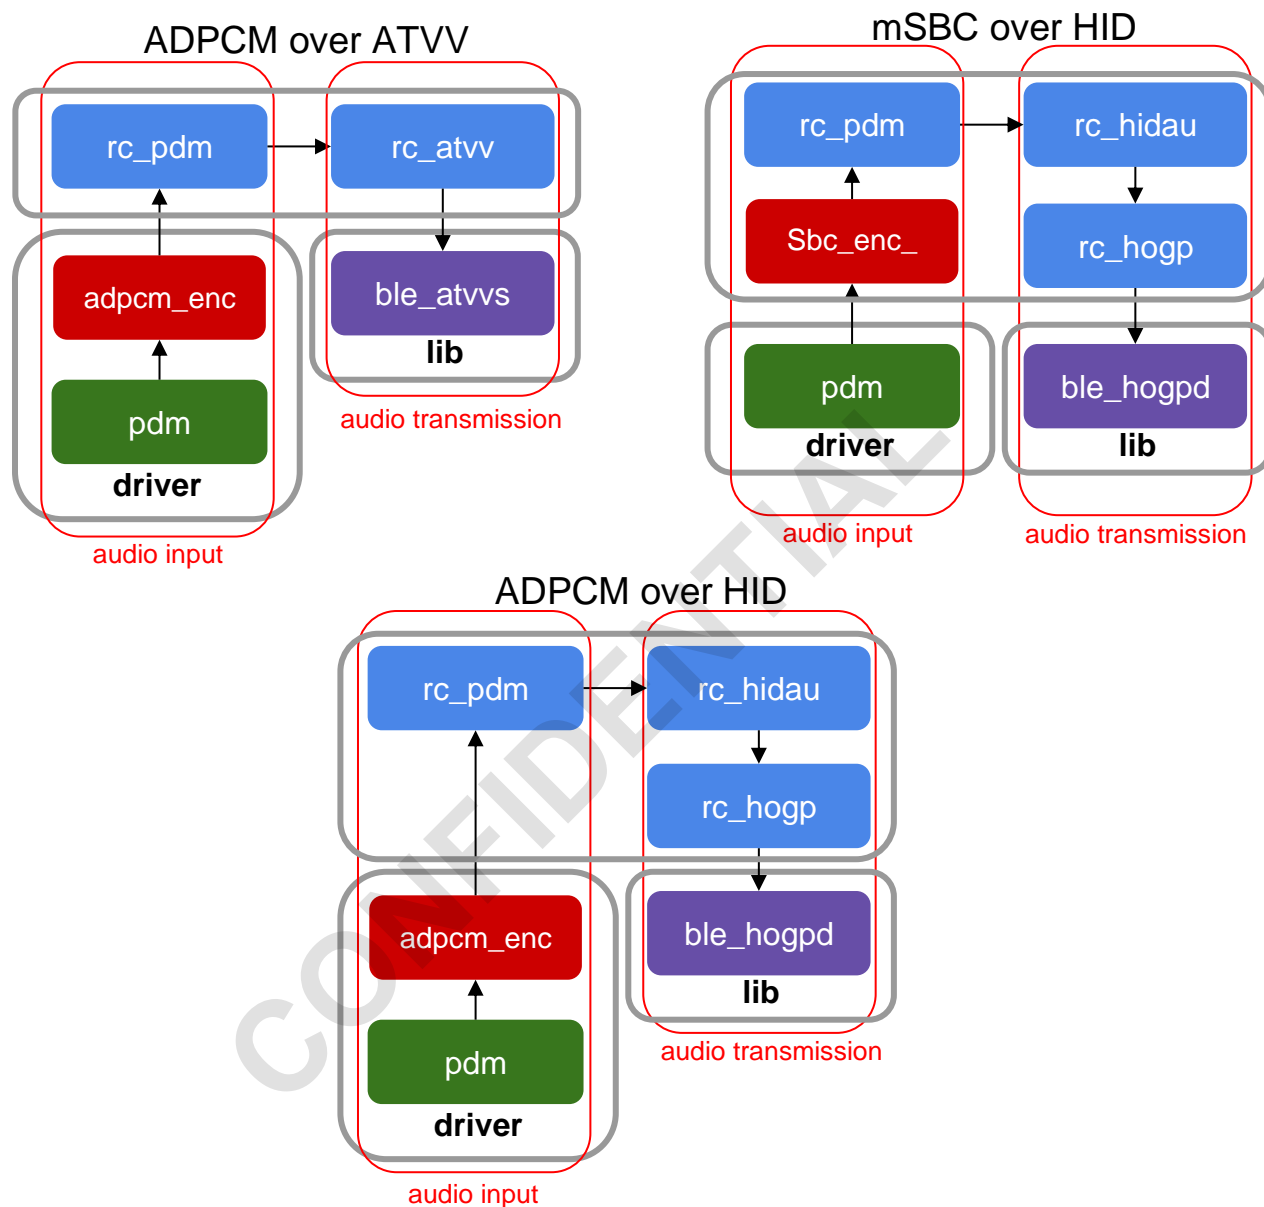 ADPCM over ATVV
rc_pdm
rc_atvv
adpcm_enc
ble_atvvs
lib
pdm
driver
audio transmission
audio input
mSBC over HID
rc_pdm
rc_hidau
Sbc_enc_
rc_hogp
pdm
ble_hogpd
driver
lib
audio input
audio transmission
ADPCM over HID
rc_pdm
rc_hidau
rc_hogp
adpcm_enc
ble_hogpd
lib
pdm
driver
audio transmission
audio input
CONFIDENTIAL